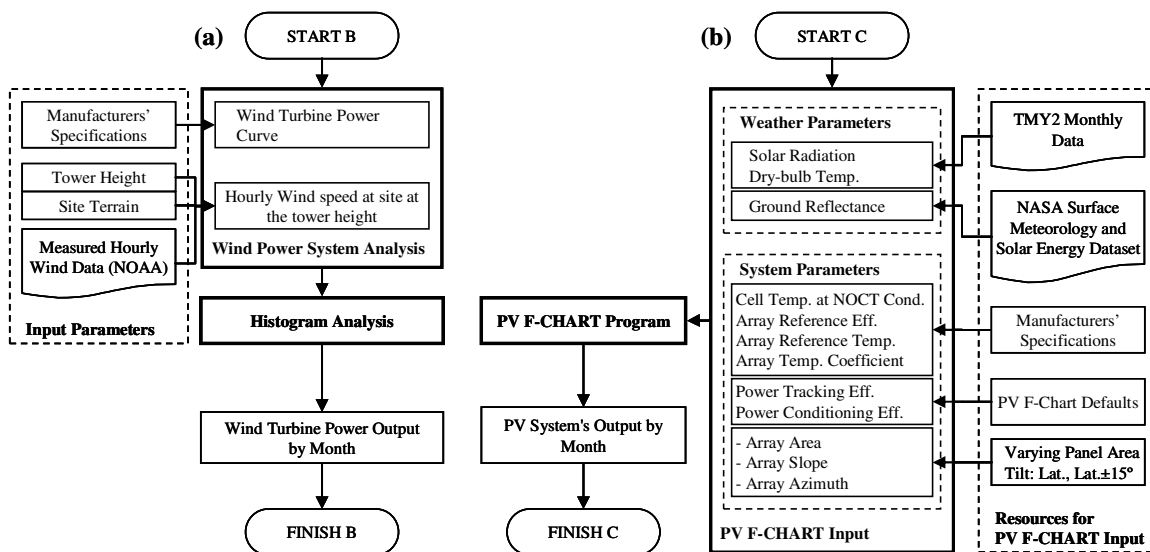 (a)
START B
Manufacturers'
Specifications
Tower Height
Site Terrain
Measured Hourly
Wind Data (NOAA)
Input Parameters
Wind Turbine Power
Curve
Hourly Wind speed at site at
the tower height
Wind Power System Analysis
Histogram Analysis
Wind Turbine Power Output
by Month
FINISH B
(b)
START C
Weather Parameters
Solar Radiation
Dry-bulb Temp.
Ground Reflectance
System Parameters
Cell Temp. at NOCT Cond.
Array Reference Eff.
Array Reference Temp.
Array Temp. Coefficient
Power Tracking Eff.
Power Conditioning Eff.
- Array Area
- Array Slope
- Array Azimuth
PV F-CHART Input
TMY2 Monthly
Data
NASA Surface
Meteorology and
Solar Energy Dataset
Manufacturers'
Specifications
PV F-Chart Defaults
Varying Panel Area
Tilt: Lat., Lat.±15º
Resources for
PV F-CHART Input
PV F-CHART Program
PV System's Output by
Month
FINISH C